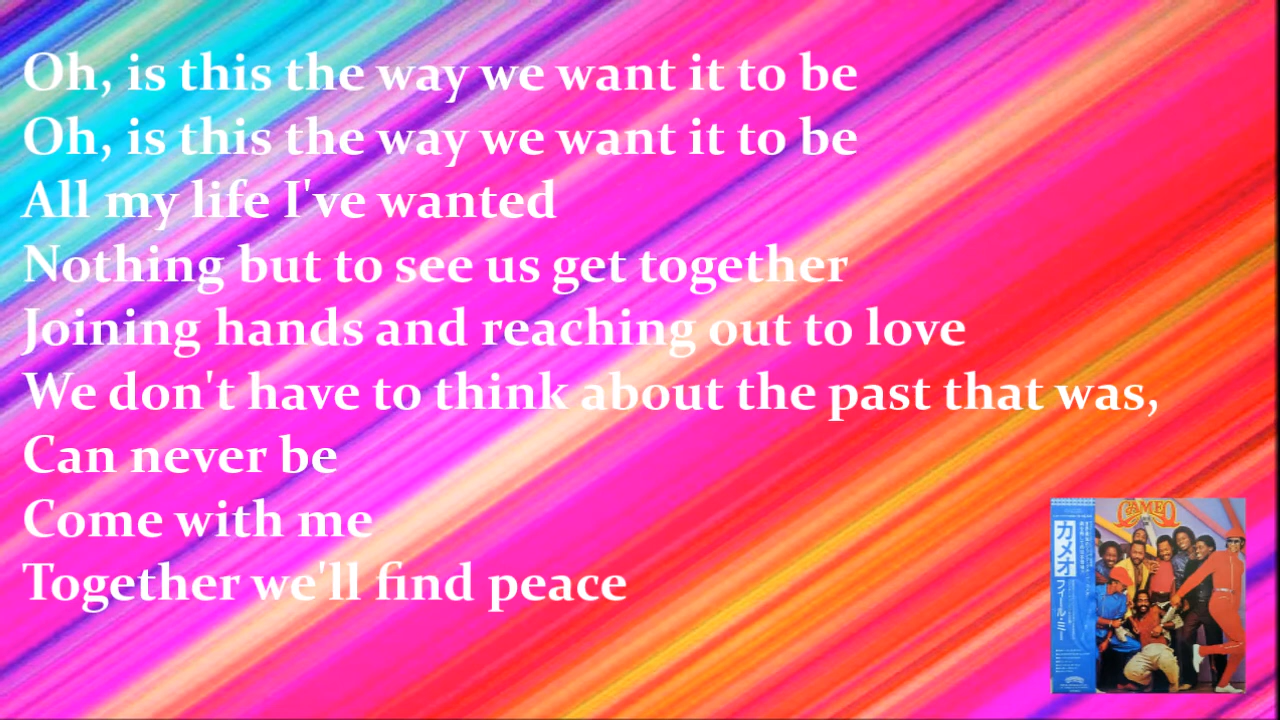 Oh, is this the way we want it to be
Oh, is this the way we want it to be
All my life I've wanted
Nothing but to see us get together
Joining hands and reaching out to love
We don't have to think about the past that was,
Can never be
Come with me
Together we'll find peace
CAMEO
カメオ
フィール・ミー